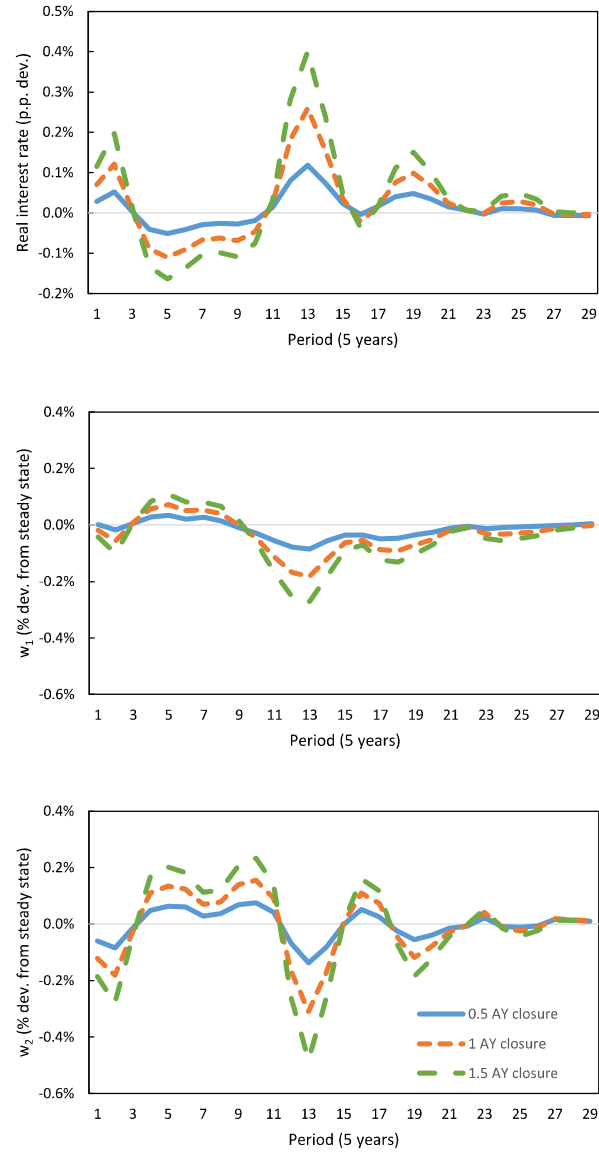 Real interest rate (p.p. dev.)
0.5%
0.4%
0.3%
0.2%
0.1%
0.0%
-0.1%
-0.2%
1 3 5 7 9 11 13 15 17 19 21 23 25 27 29
Period (5 years)
w1 (% dev. from steady state)
0.4%
0.2%
0.0%
-0.2%
-0.4%
-0.6%
1 3 5 7 9 11 13 15 17 19 21 23 25 27 29
Period (5 years)
w2 (% dev. from steady state)
0.4%
0.2%
0.0%
-0.2%
-0.4%
-0.6%
0.5 AY closure
1 AY closure
1.5 AY closure
1 3 5 7 9 11 13 15 17 19 21 23 25 27 29
Period (5 years)